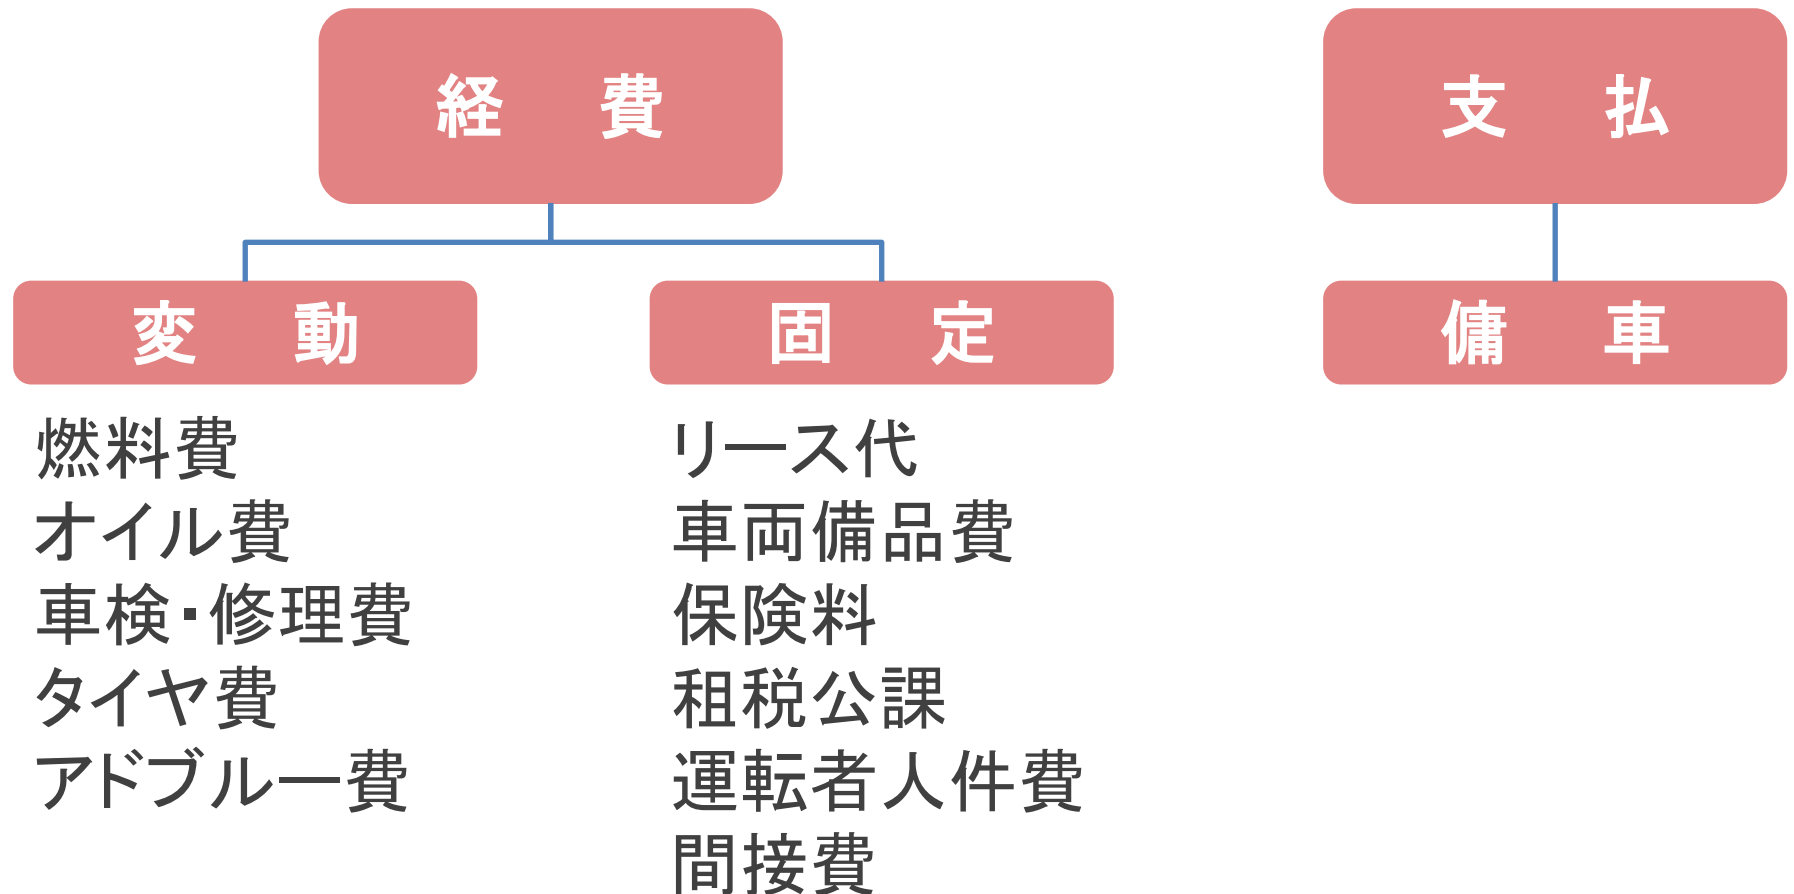 経　費
変　動
燃料費
オイル費
車検・修理費
タイヤ費
アドブルー費
固　定
リース代
車両備品費
保険料
租税公課
運転者人件費
間接費
支　払
傭　車